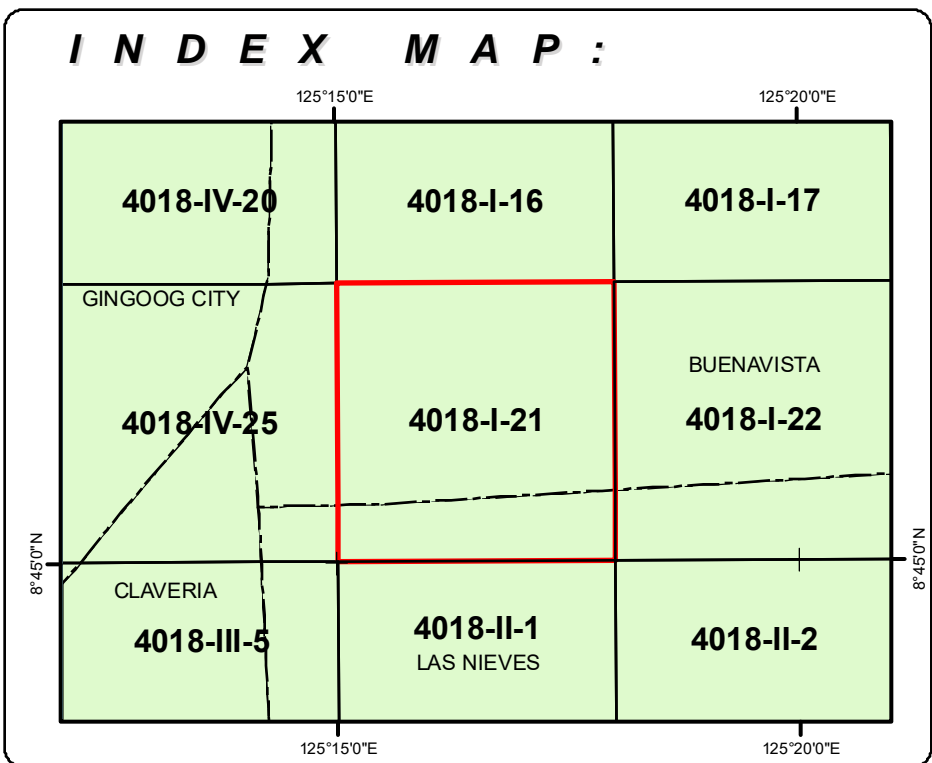 INDEX MAP:
125°15'0"E 125°20'0"E
4018-IV-20 4018-I-16 4018-I-17
GINGOOG CITY
BUENAVISTA
4018-IV-25 4018-I-21 4018-I-22
8°45'0"N 8°45'0"N
CLAVERIA
4018-III-5 4018-II-1 4018-II-2
LAS NIEVES
125°15'0"E 125°20'0"E